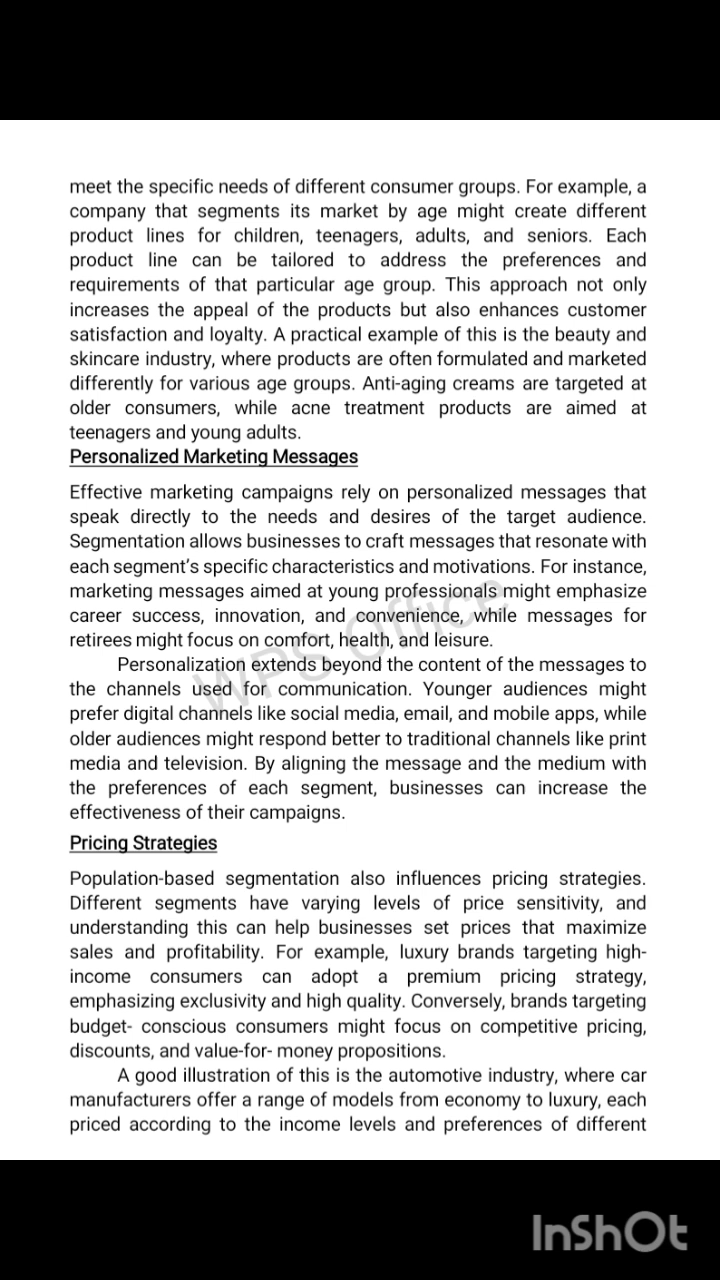 meet the specific needs of different consumer groups. For example, a
company that segments its market by age might create different
product lines for children, teenagers, adults, and seniors. Each
product line can be tailored to address the preferences and
requirements of that particular age group. This approach not only
increases the appeal of the products but also enhances customer
satisfaction and loyalty. A practical example of this is the beauty and
skincare industry, where products are often formulated and marketed
differently for various age groups. Anti-aging creams are targeted at
older consumers, while acne treatment products are aimed at
teenagers and young adults.
Personalized Marketing Messages
Effective marketing campaigns rely on personalized messages that
speak directly to the needs and desires of the target audience.
Segmentation allows businesses to craft messages that resonate with
each segment's specific characteristics and motivations. For instance,
marketing messages aimed at young professionals might emphasize
career success, innovation, and convenience, while messages for
retirees might focus on comfort, health, and leisure.
Personalization extends beyond the content of the messages to
the channels used for communication. Younger audiences might
prefer digital channels like social media, email, and mobile apps, while
older audiences might respond better to traditional channels like print
media and television. By aligning the message and the medium with
the preferences of each segment, businesses can increase the
effectiveness of their campaigns.
Pricing Strategies
Population-based segmentation also influences pricing strategies.
Different segments have varying levels of price sensitivity, and
understanding this can help businesses set prices that maximize
sales and profitability. For example, luxury brands targeting high-
income consumers can adopt a premium pricing strategy,
emphasizing exclusivity and high quality. Conversely, brands targeting
budget- conscious consumers might focus on competitive pricing,
discounts, and value-for- money propositions.
A good illustration of this is the automotive industry, where car
manufacturers offer a range of models from economy to luxury, each
priced according to the income levels and preferences of different
WPS Office
InShOt